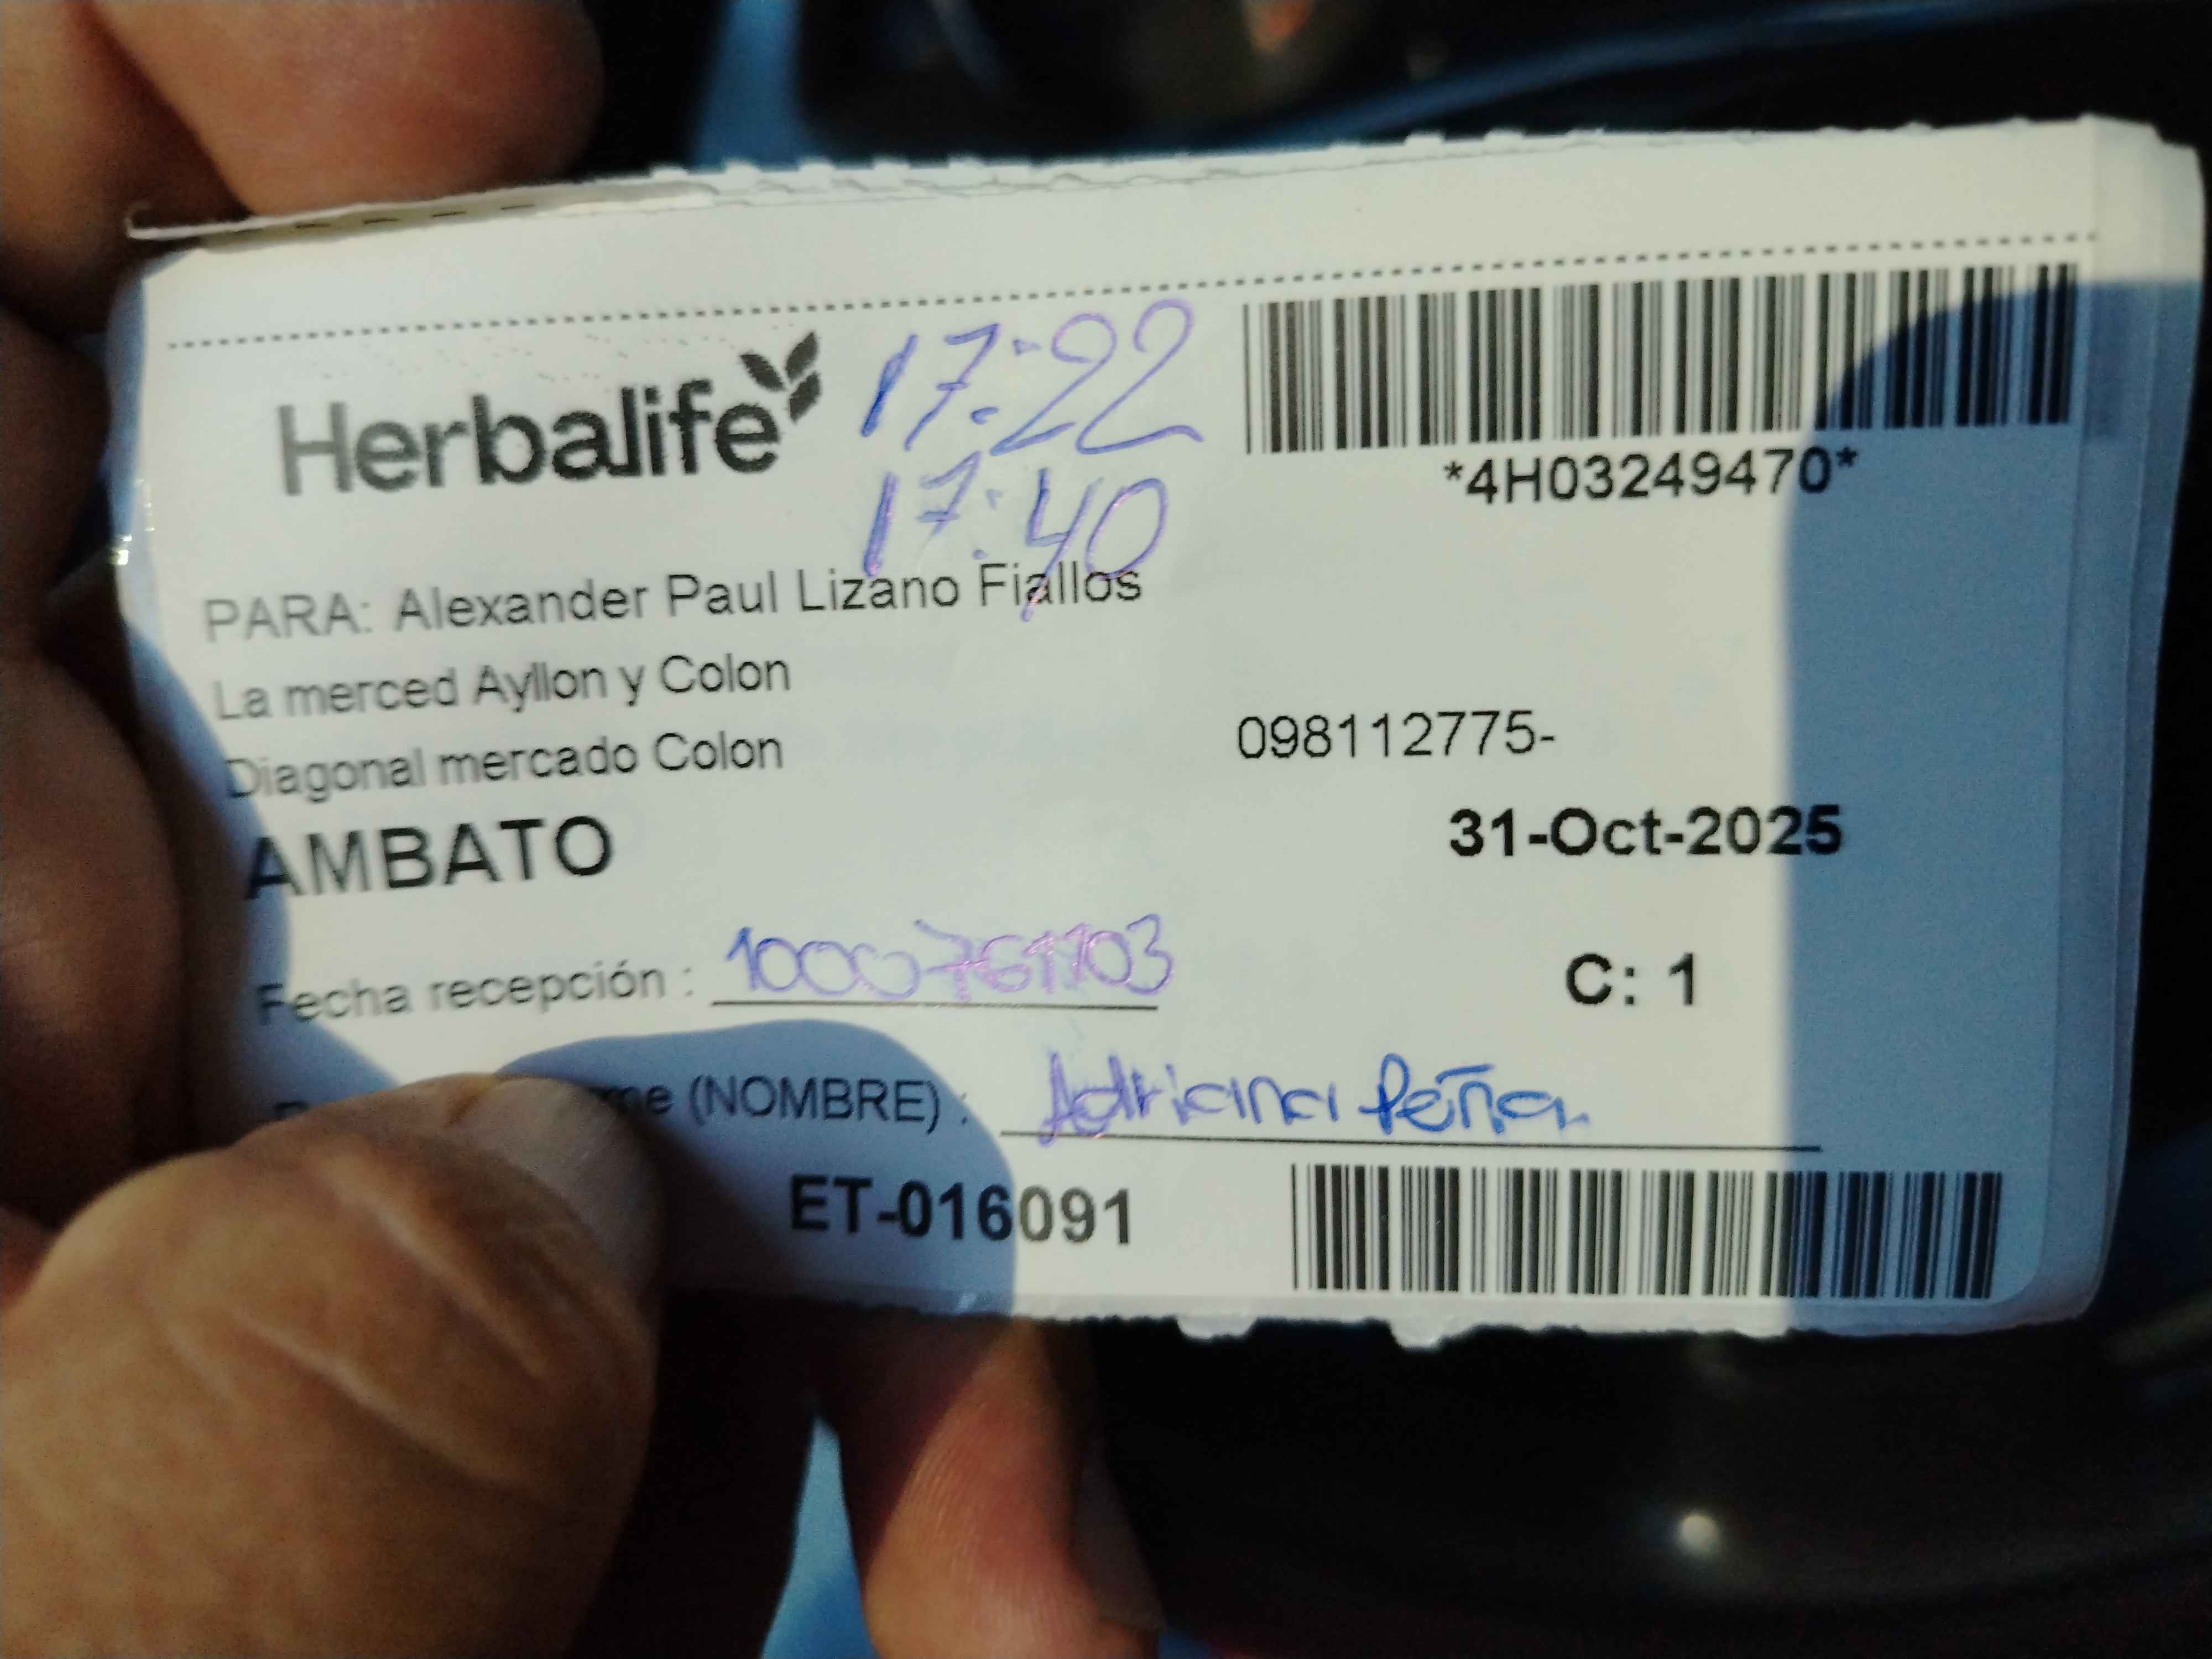 Herbalife
17:22
17:40
*4H03249470*
PARA: Alexander Paul Lizano Fiallos
La merced Ayllon y Colon
Diagonal mercado Colon
098112775-
AMBATO
31-Oct-2025
Fecha recepción : 1000761103
C: 1
(NOMBRE) : Adriana Peña
ET-016091